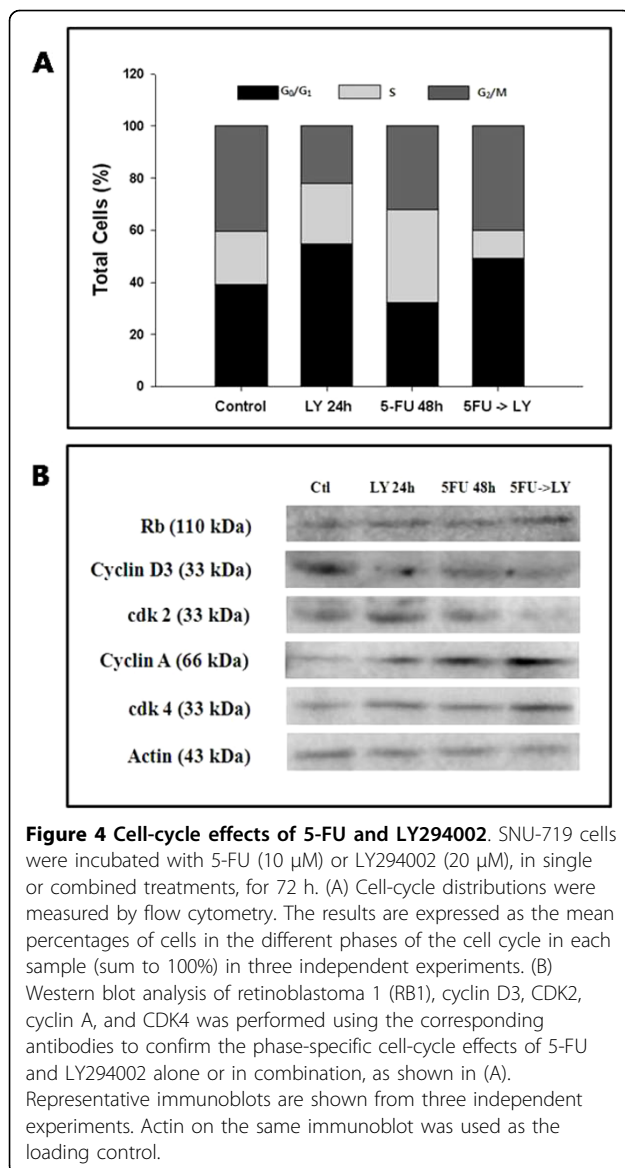 A
120
100
80
60
40
20
0
Total Cells (%)
G₀/G₁ S G₂/M
Control LY 24h 5-FU 48h 5FU -> LY
B
Ctl LY 24h 5FU 48h 5FU->LY
Rb (110 kDa)
Cyclin D3 (33 kDa)
cdk 2 (33 kDa)
Cyclin A (66 kDa)
cdk 4 (33 kDa)
Actin (43 kDa)
Figure 4 Cell-cycle effects of 5-FU and LY294002. SNU-719 cells
were incubated with 5-FU (10 μM) or LY294002 (20 μM), in single
or combined treatments, for 72 h. (A) Cell-cycle distributions were
measured by flow cytometry. The results are expressed as the mean
percentages of cells in the different phases of the cell cycle in each
sample (sum to 100%) in three independent experiments. (B)
Western blot analysis of retinoblastoma 1 (RB1), cyclin D3, CDK2,
cyclin A, and CDK4 was performed using the corresponding
antibodies to confirm the phase-specific cell-cycle effects of 5-FU
and LY294002 alone or in combination, as shown in (A).
Representative immunoblots are shown from three independent
experiments. Actin on the same immunoblot was used as the
loading control.